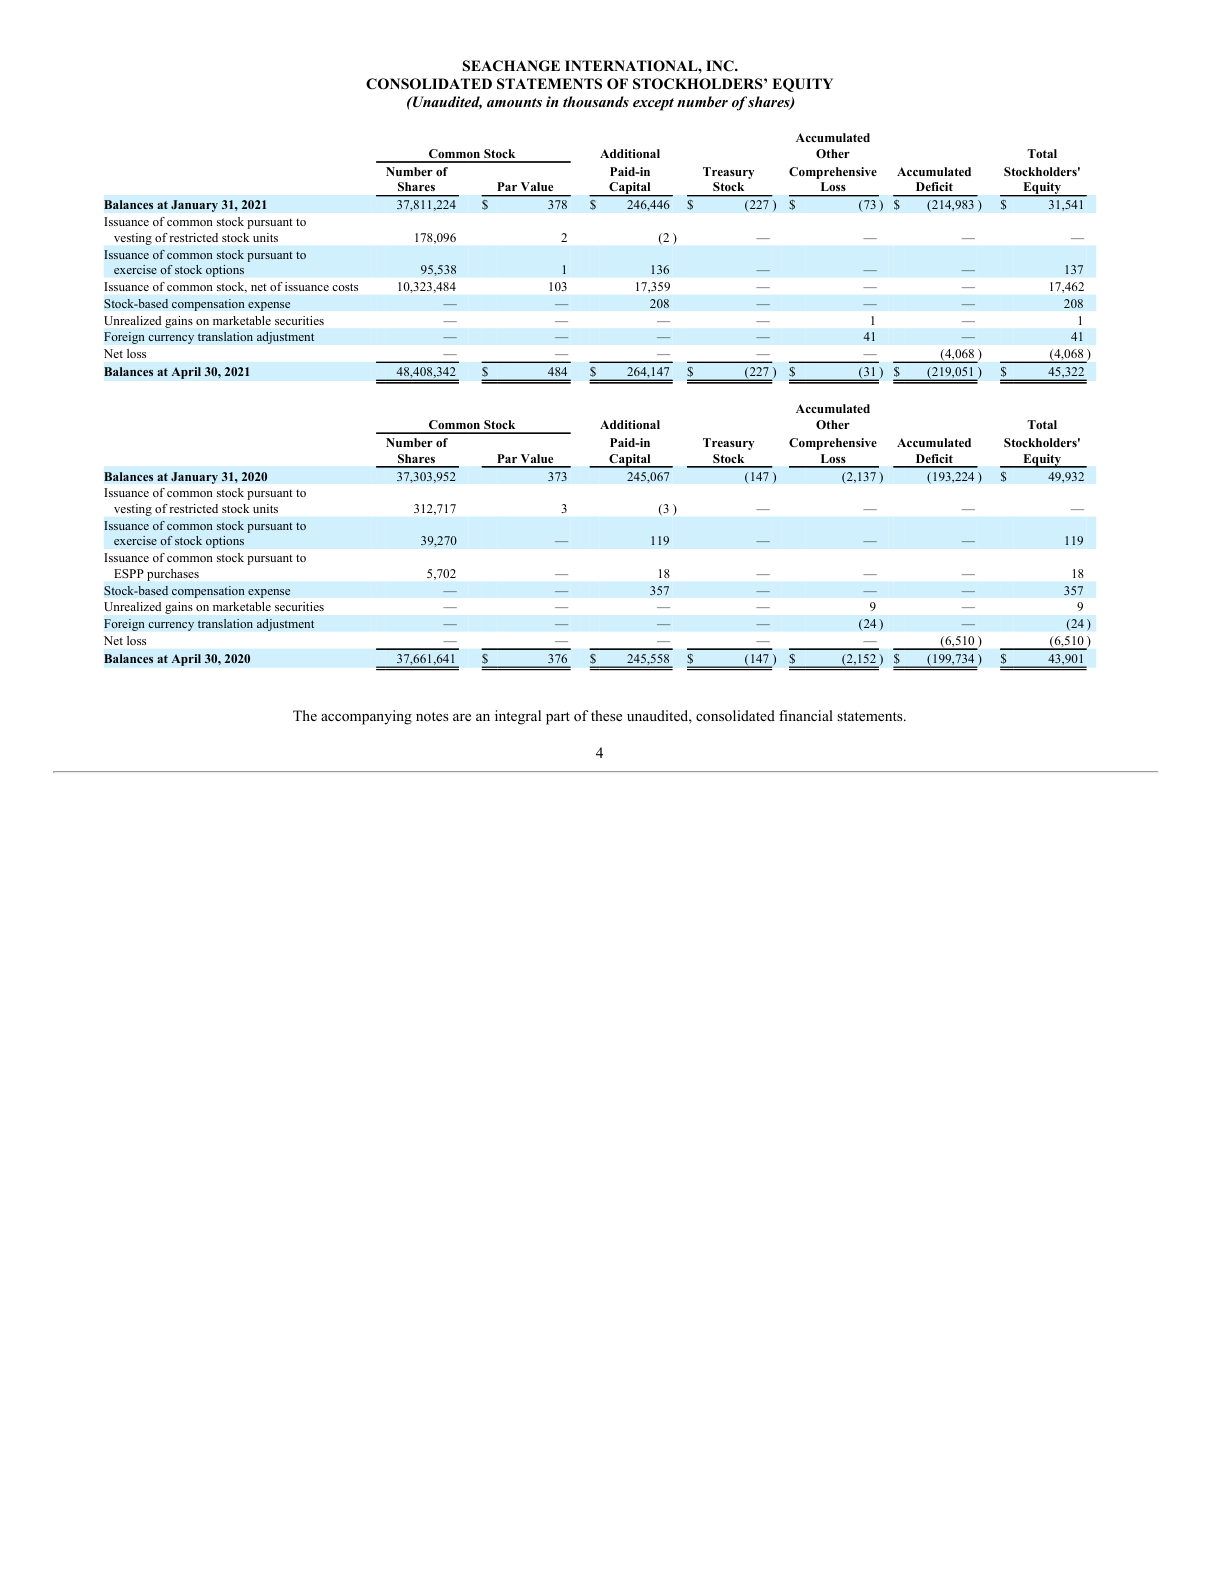 SEACHANGE INTERNATIONAL, INC.
CONSOLIDATED STATEMENTS OF STOCKHOLDERS’ EQUITY
(Unaudited, amounts in thousands except number of shares)
Common Stock Additional Accumulated Other Total
Number of Shares Par Value Paid-in Capital Treasury Stock Comprehensive Loss Accumulated Deficit Stockholders' Equity
Balances at January 31, 2021 37,811,224 $ 378 $ 246,446 $ (227 ) $ (73 ) $ (214,983 ) $ 31,541
Issuance of common stock pursuant to
vesting of restricted stock units 178,096 2 (2 ) — — — —
Issuance of common stock pursuant to
exercise of stock options 95,538 1 136 — — — 137
Issuance of common stock, net of issuance costs 10,323,484 103 17,359 — — — 17,462
Stock-based compensation expense — — 208 — — — 208
Unrealized gains on marketable securities — — — — 1 — 1
Foreign currency translation adjustment — — — — 41 — 41
Net loss — — — — — (4,068 ) (4,068 )
Balances at April 30, 2021 48,408,342 $ 484 $ 264,147 $ (227 ) $ (31 ) $ (219,051 ) $ 45,322
Common Stock Additional Accumulated Other Total
Number of Shares Par Value Paid-in Capital Treasury Stock Comprehensive Loss Accumulated Deficit Stockholders' Equity
Balances at January 31, 2020 37,303,952 373 245,067 (147 ) (2,137 ) (193,224 ) $ 49,932
Issuance of common stock pursuant to
vesting of restricted stock units 312,717 3 (3 ) — — — —
Issuance of common stock pursuant to
exercise of stock options 39,270 — 119 — — — 119
Issuance of common stock pursuant to
ESPP purchases 5,702 — 18 — — — 18
Stock-based compensation expense — — 357 — — — 357
Unrealized gains on marketable securities — — — — 9 — 9
Foreign currency translation adjustment — — — — (24 ) — (24 )
Net loss — — — — — (6,510 ) (6,510 )
Balances at April 30, 2020 37,661,641 $ 376 $ 245,558 $ (147 ) $ (2,152 ) $ (199,734 ) $ 43,901
The accompanying notes are an integral part of these unaudited, consolidated financial statements.
4